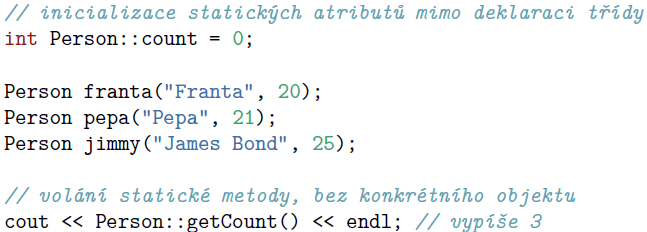 // inicializace statických atributů mimo deklaraci třídy
int Person::count = 0;
Person franta("Franta", 20);
Person pepa("Pepa", 21);
Person jimmy("James Bond", 25);
// volání statické metody, bez konkrétního objektu
cout << Person::getCount() << endl; // vypíše 3